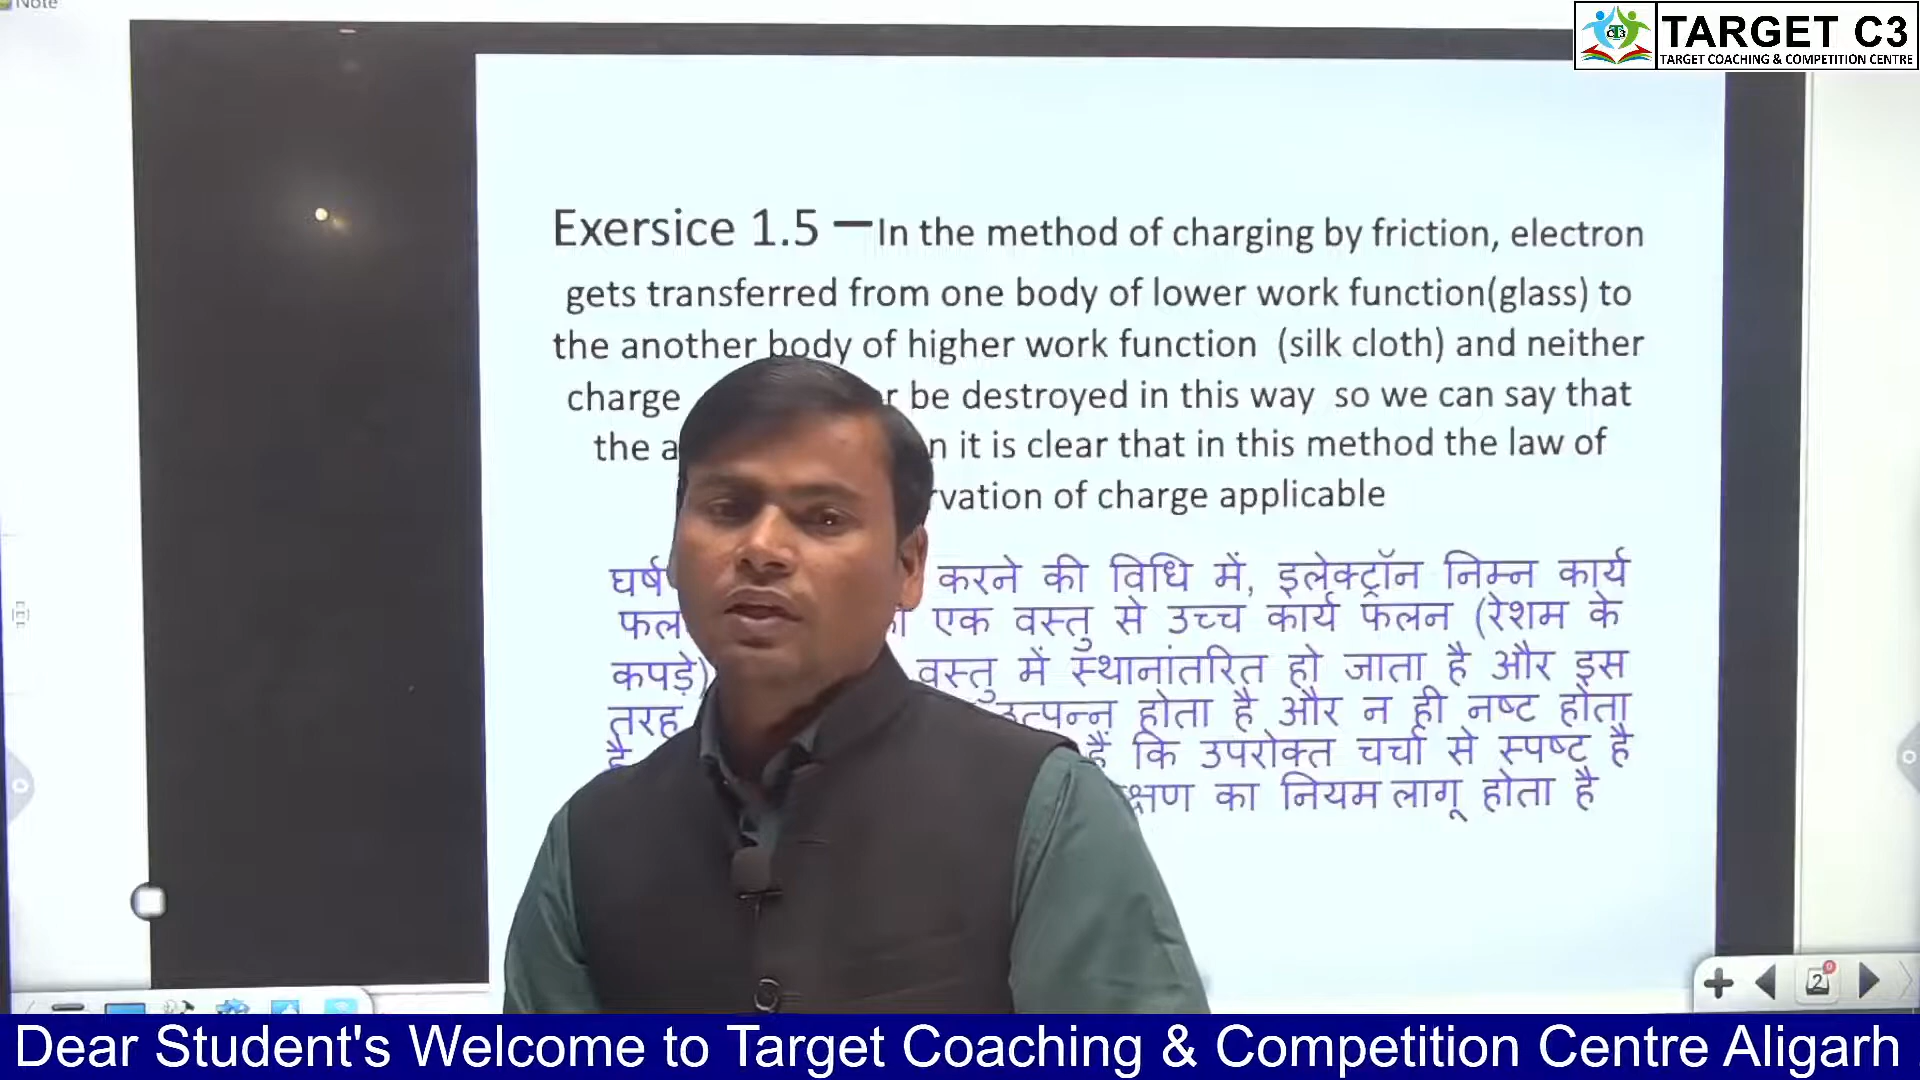 Note
TARGET C3
TARGET COACHING & COMPETITION CENTRE
Exersice 1.5 —In the method of charging by friction, electron
gets transferred from one body of lower work function(glass) to
the another body of higher work function (silk cloth) and neither
charge be destroyed in this way so we can say that
the it is clear that in this method the law of
of charge applicable
करने की विधि में, इलेक्ट्रॉन निम्न कार्य
एक वस्तु से उच्च कार्य फलन (रेशम के
कपड़े) वस्तु में स्थानांतरित हो जाता है और इस
तरह उत्पन्न होता है और न ही नष्ट होता
है हैं कि उपरोक्त चर्चा से स्पष्ट है
का नियम लागू होता है
2
Dear Student's Welcome to Target Coaching & Competition Centre Aligarh